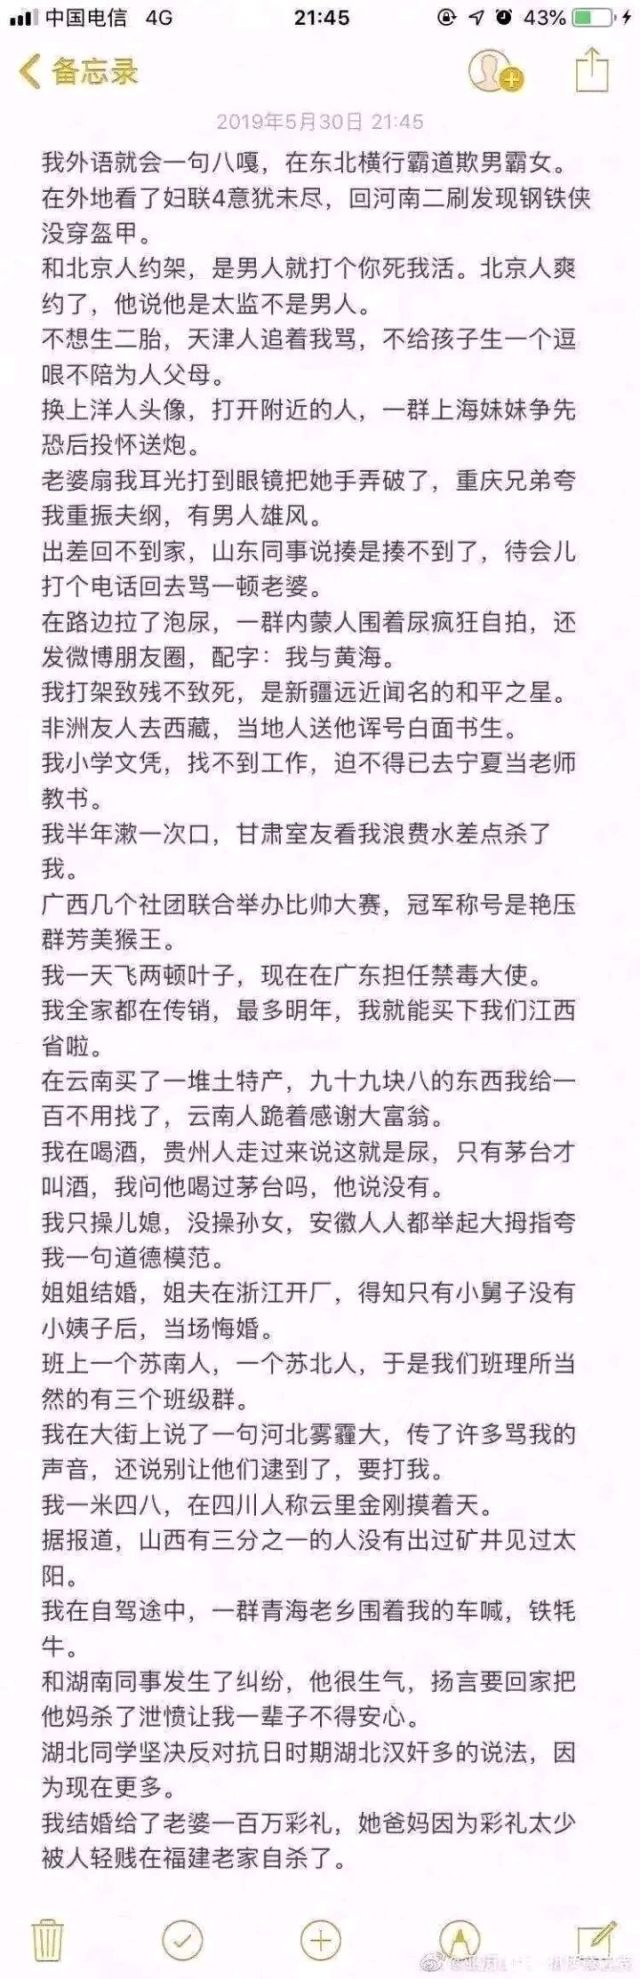 中国电信 4G 21:45 43%
备忘录
2019年5月30日 21:45
我外语就会一句八嘎，在东北横行霸道欺男霸女。
在外地看了妇联4意犹未尽，回河南二刷发现钢铁侠
没穿盔甲。
和北京人约架，是男人就打个你死我活。北京人爽
约了，他说他是太监不是男人。
不想生二胎，天津人追着我骂，不给孩子生一个逗
哏不陪为人父母。
换上洋人头像，打开附近的人，一群上海妹妹争先
恐后投怀送炮。
老婆扇我耳光打到眼镜把她手弄破了，重庆兄弟夸
我重振夫纲，有男人雄风。
出差回不到家，山东同事说揍是揍不到了，待会儿
打个电话回去骂一顿老婆。
在路边拉了泡尿，一群内蒙人围着尿疯狂自拍，还
发微博朋友圈，配字：我与黄海。
我打架致残不致死，是新疆远近闻名的和平之星。
非洲友人去西藏，当地人送他诨号白面书生。
我小学文凭，找不到工作，迫不得已去宁夏当老师
教书。
我半年漱一次口，甘肃室友看我浪费水差点杀了
我。
广西几个社团联合举办比帅大赛，冠军称号是艳压
群芳美猴王。
我一天飞两顿叶子，现在在广东担任禁毒大使。
我全家都在传销，最多明年，我就能买下我们江西
省啦。
在云南买了一堆土特产，九十九块八的东西我给一
百不用找了，云南人跪着感谢大富翁。
我在喝酒，贵州人走过来说这就是尿，只有茅台才
叫酒，我问他喝过茅台吗，他说没有。
我只操儿媳，没操孙女，安徽人人都举起大拇指夸
我一句道德模范。
姐姐结婚，姐夫在浙江开厂，得知只有小舅子没有
小姨子后，当场悔婚。
班上一个苏南人，一个苏北人，于是我们班理所当
然的有三个班级群。
我在大街上说了一句河北雾霾大，传了许多骂我的
声音，还说别让他们逮到了，要打我。
我一米四八，在四川人称云里金刚摸着天。
据报道，山西有三分之一的人没有出过矿井见过太
阳。
我在自驾途中，一群青海老乡围着我的车喊，铁牦
牛。
和湖南同事发生了纠纷，他很生气，扬言要回家把
他妈杀了泄愤让我一辈子不得安心。
湖北同学坚决反对抗日时期湖北汉奸多的说法，因
为现在更多。
我结婚给了老婆一百万彩礼，她爸妈因为彩礼太少
被人轻贱在福建老家自杀了。